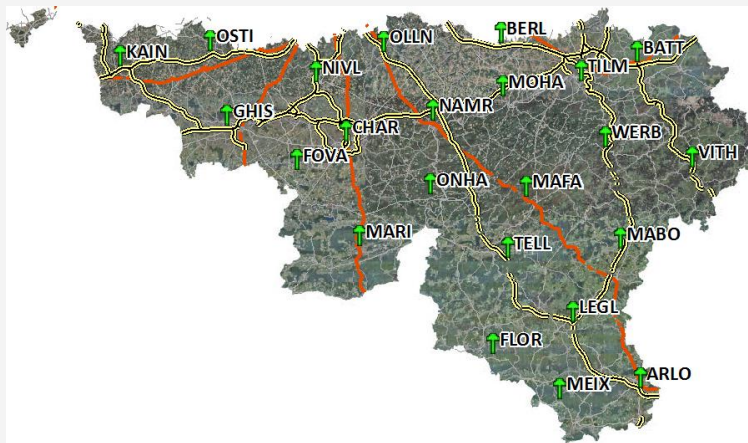 BERL
OSTI
OLLN
KAIN
BATT
NIVL
TILM
MOHA
GHIS
NAMR
CHAR
WERB
FOVA
VITH
ONHA
MAFA
MARI
MABO
TELL
LEGL
FLOR
ARLO
MEIX